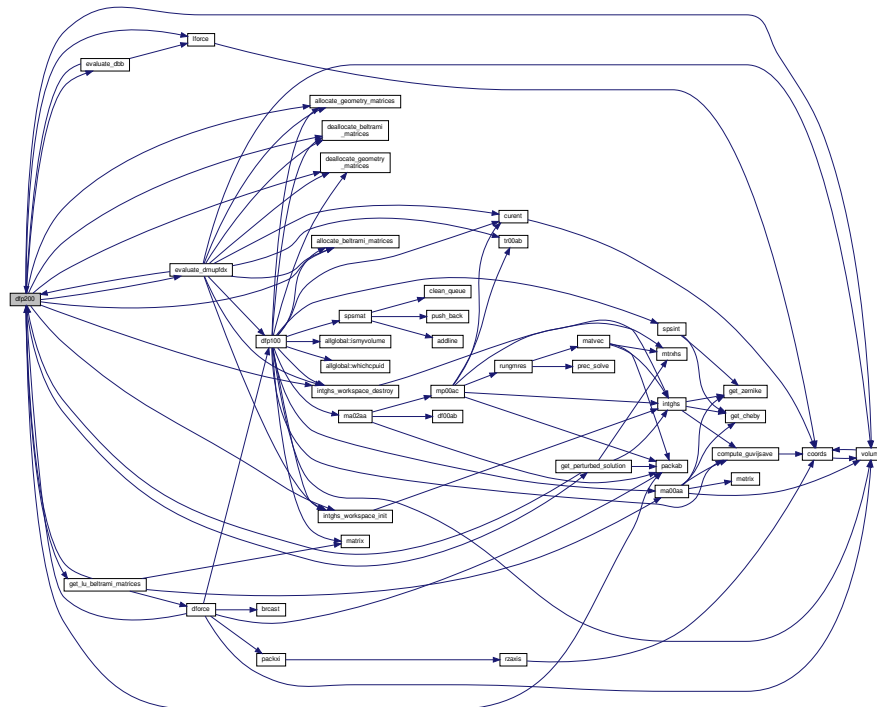 lforce
evaluate_dbb
allocate_geometry_matrices
deallocate_beltrami
_matrices
deallocate_geometry
_matrices
curent
tr00ab
allocate_beltrami_matrices
evaluate_dmupfdx
clean_queue
dfp200
spsmat
push_back
spsint
dfp100
allglobal::ismyvolume
addline
matvec
mtrxhs
allglobal::whichcpuid
rungmres
prec_solve
intghs_workspace_destroy
mp00ac
get_zernike
intghs
ma02aa
df00ab
get_cheby
compute_guvijsave
coords
volume
get_perturbed_solution
packab
metrix
ma00aa
intghs_workspace_init
matrix
get_lu_beltrami_matrices
dforce
brcast
packxi
rzaxis